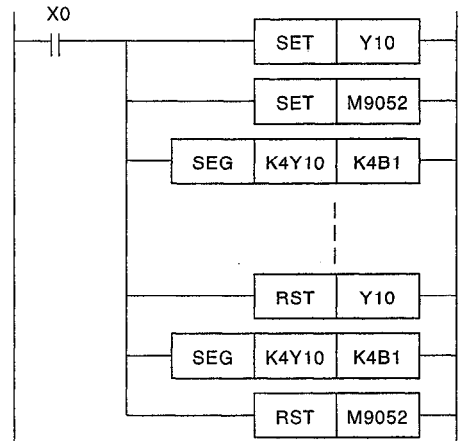 X0
SET Y10
SET M9052
SEG K4Y10 K4B1
RST Y10
SEG K4Y10 K4B1
RST M9052